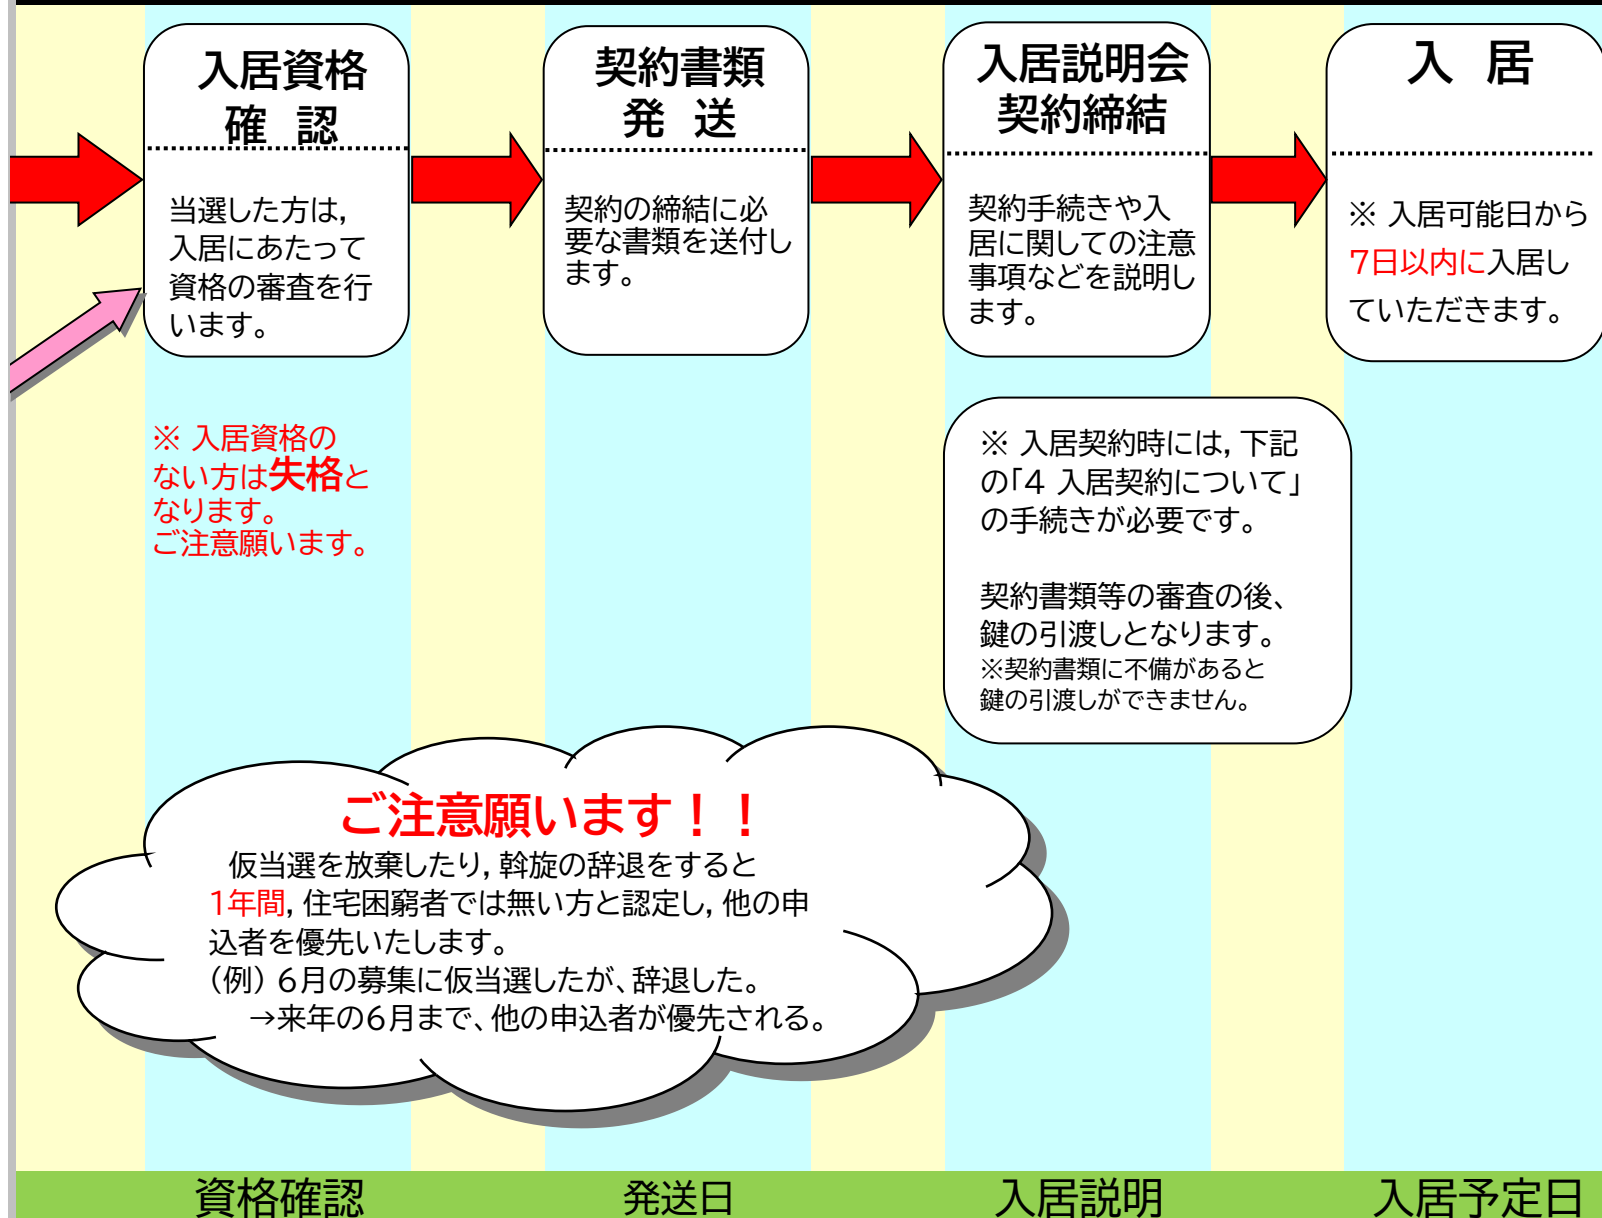 入居資格
確 認
当選した方は,
入居にあたって
資格の審査を行
います。
契約書類
発 送
契約の締結に必
要な書類を送付し
ます。
入居説明会
契約締結
契約手続きや入
居に関しての注意
事項などを説明し
ます。
入 居
※ 入居可能日から
7日以内に入居し
ていただきます。
※ 入居資格の
ない方は失格と
なります。
ご注意願います。
※ 入居契約時には,下記
の「4 入居契約について」
の手続きが必要です。
契約書類等の審査の後、
鍵の引渡しとなります。
※契約書類に不備があると
鍵の引渡しができません。
ご注意願います！！
仮当選を放棄したり,斡旋の辞退をすると
1年間,住宅困窮者では無い方と認定し,他の申
込者を優先いたします。
(例)6月の募集に仮当選したが、辞退した。
→来年の6月まで、他の申込者が優先される。
資格確認
発送日
入居説明
入居予定日